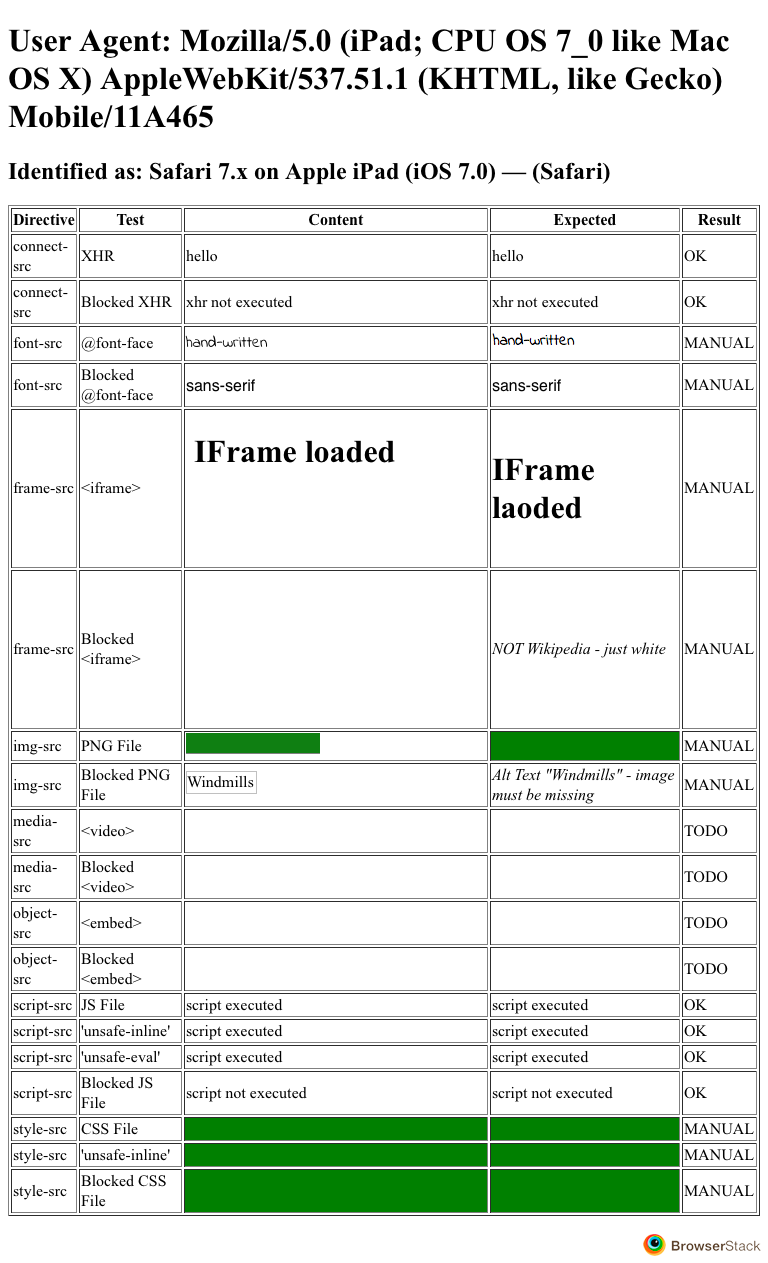 User Agent: Mozilla/5.0 (iPad; CPU OS 7_0 like Mac
OS X) AppleWebKit/537.51.1 (KHTML, like Gecko)
Mobile/11A465
Identified as: Safari 7.x on Apple iPad (iOS 7.0) — (Safari)
Directive Test Content Expected Result
connect-
src XHR hello hello OK
connect-
src Blocked XHR xhr not executed xhr not executed OK
font-src @font-face hand-written hand-written MANUAL
font-src Blocked
@font-face sans-serif sans-serif MANUAL
frame-src <iframe> IFrame loaded IFrame
laoded MANUAL
frame-src Blocked
<iframe> NOT Wikipedia - just white MANUAL
img-src PNG File MANUAL
img-src Blocked PNG
File Windmills Alt Text "Windmills" - image
must be missing MANUAL
media-
src <video> TODO
media-
src Blocked
<video> TODO
object-
src <embed> TODO
object-
src Blocked
<embed> TODO
script-src JS File script executed script executed OK
script-src 'unsafe-inline' script executed script executed OK
script-src 'unsafe-eval' script executed script executed OK
script-src Blocked JS
File script not executed script not executed OK
style-src CSS File MANUAL
style-src 'unsafe-inline' MANUAL
style-src Blocked CSS
File MANUAL
BrowserStack